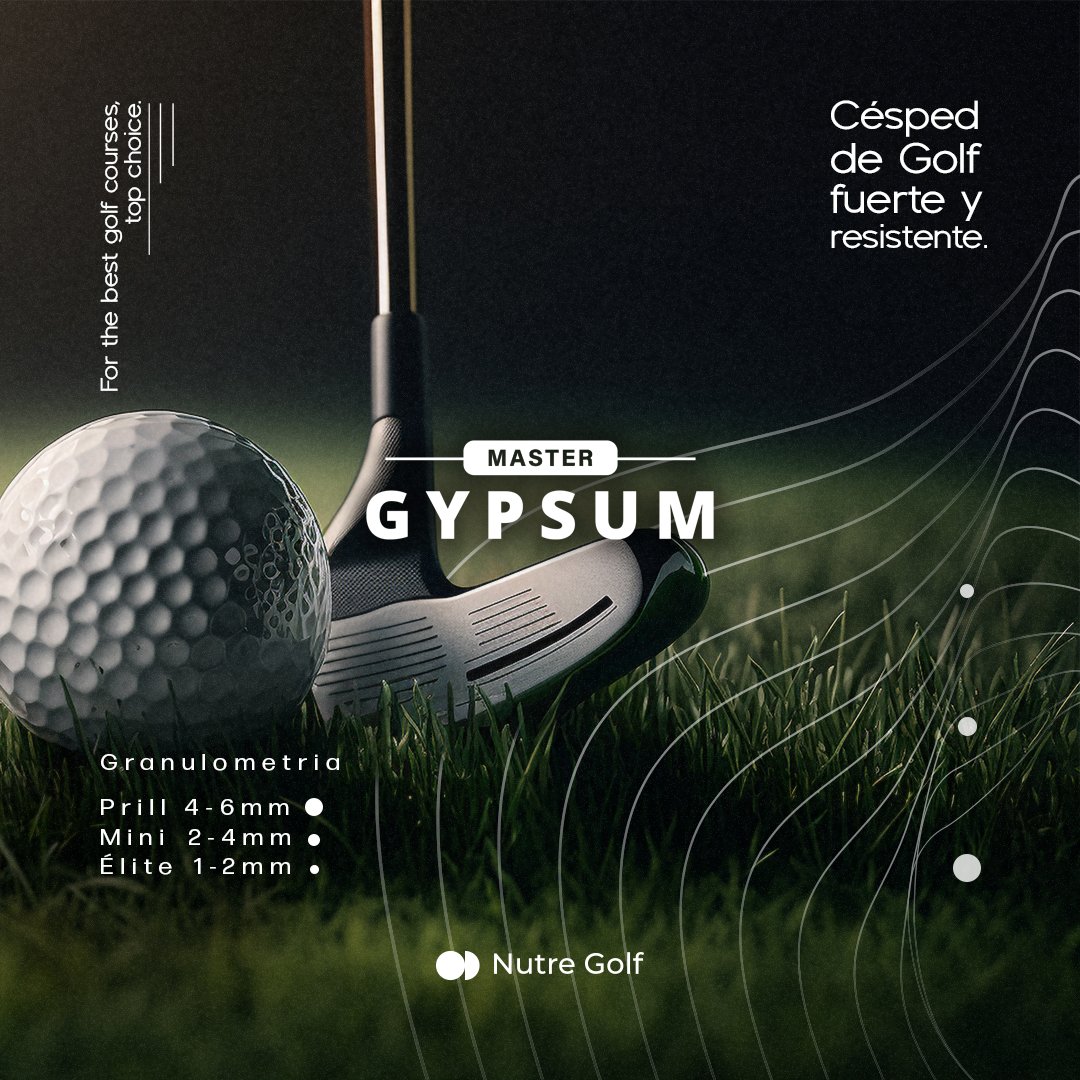 For the best golf courses,
top choice.
Césped
de Golf
fuerte y
resistente.
MASTER
GYPSUM
Granulometria
Prill 4-6mm
Mini 2-4mm
Élite 1-2mm
Nutre Golf